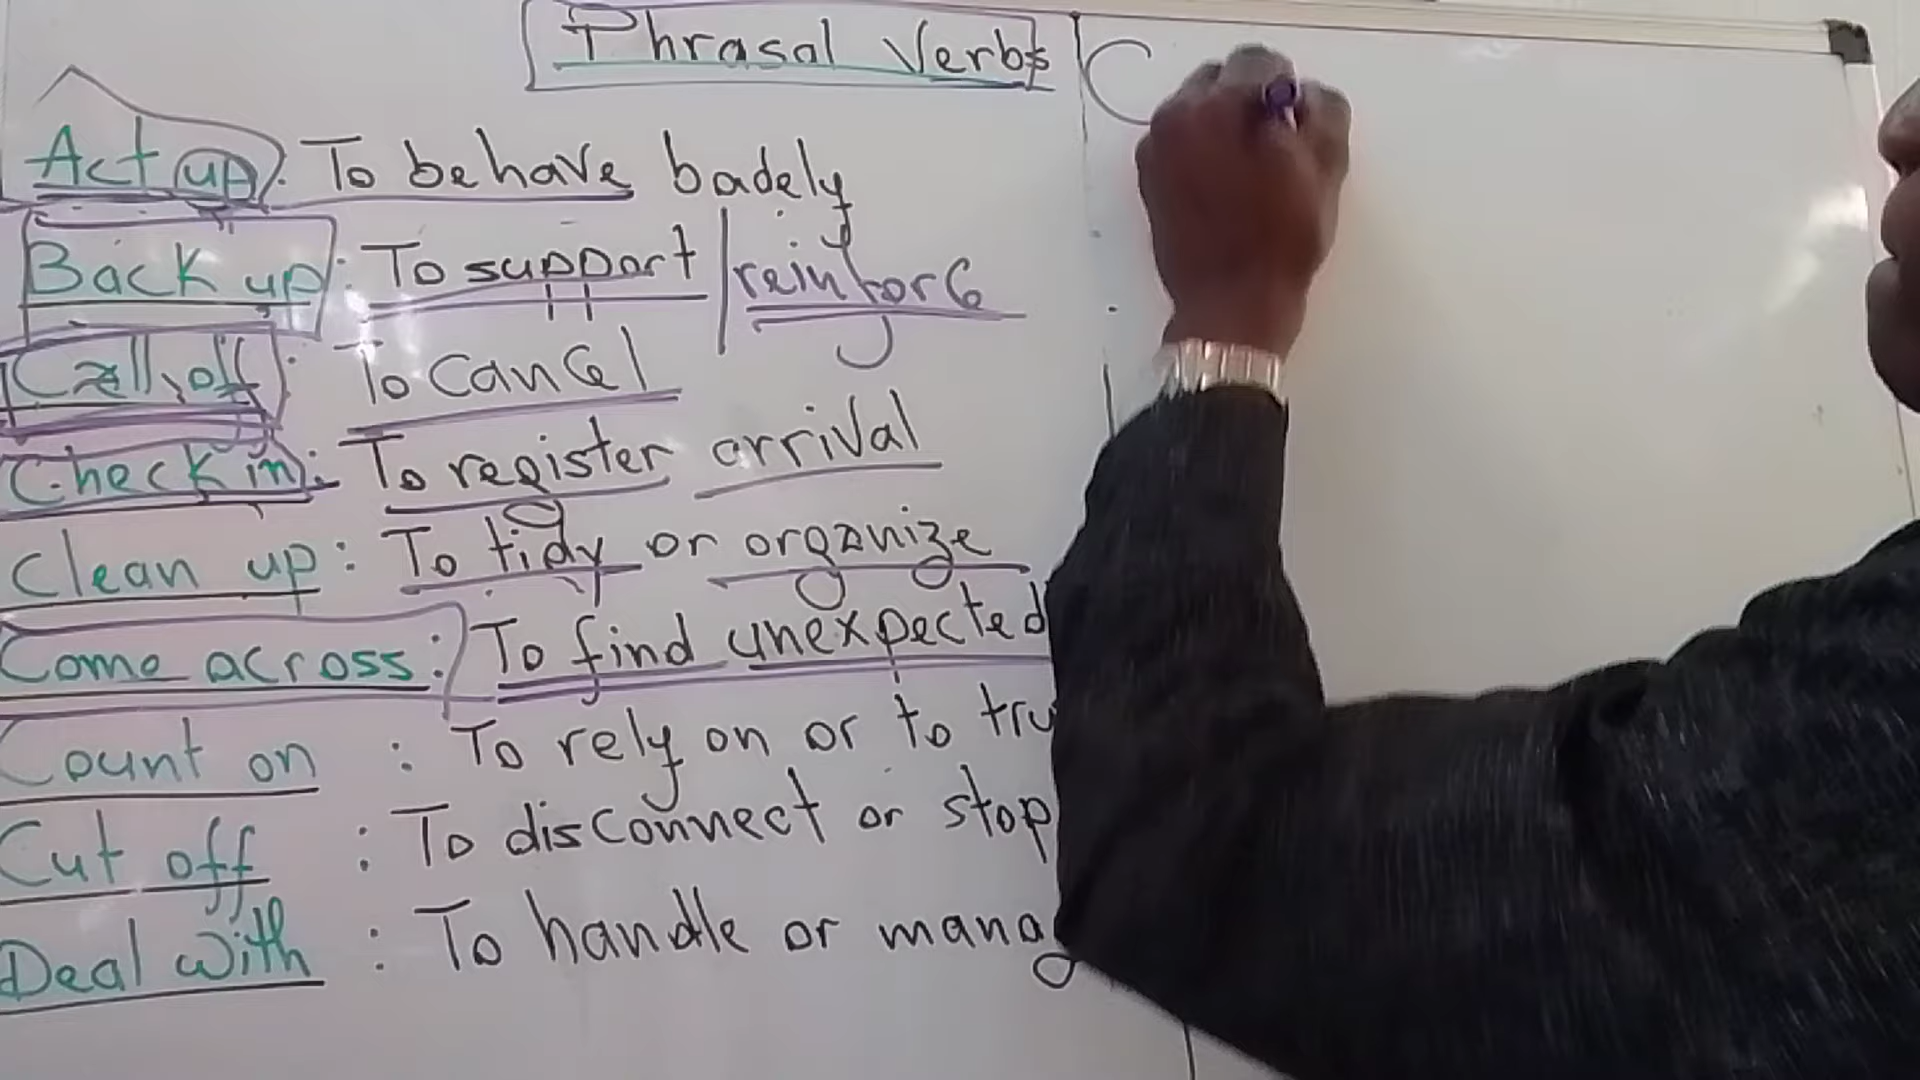 Phrasal Verbs
Act up: To behave badely
Back up: To support / reinforce
Call off: To cancel
Check in: To register arrival
Clean up: To tidy or organize
Come across: To find unexpected
Count on : To rely on or to
Cut off : To disconnect or stop
Deal with : To handle or
C